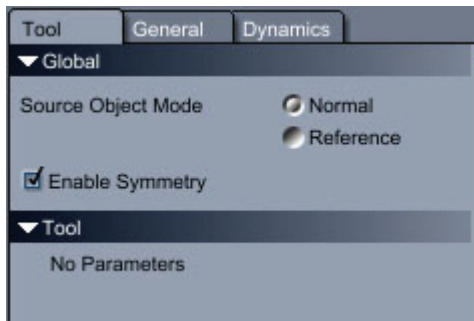 Tool General Dynamics
Global
Source Object Mode Normal
Reference
Enable Symmetry
Tool
No Parameters